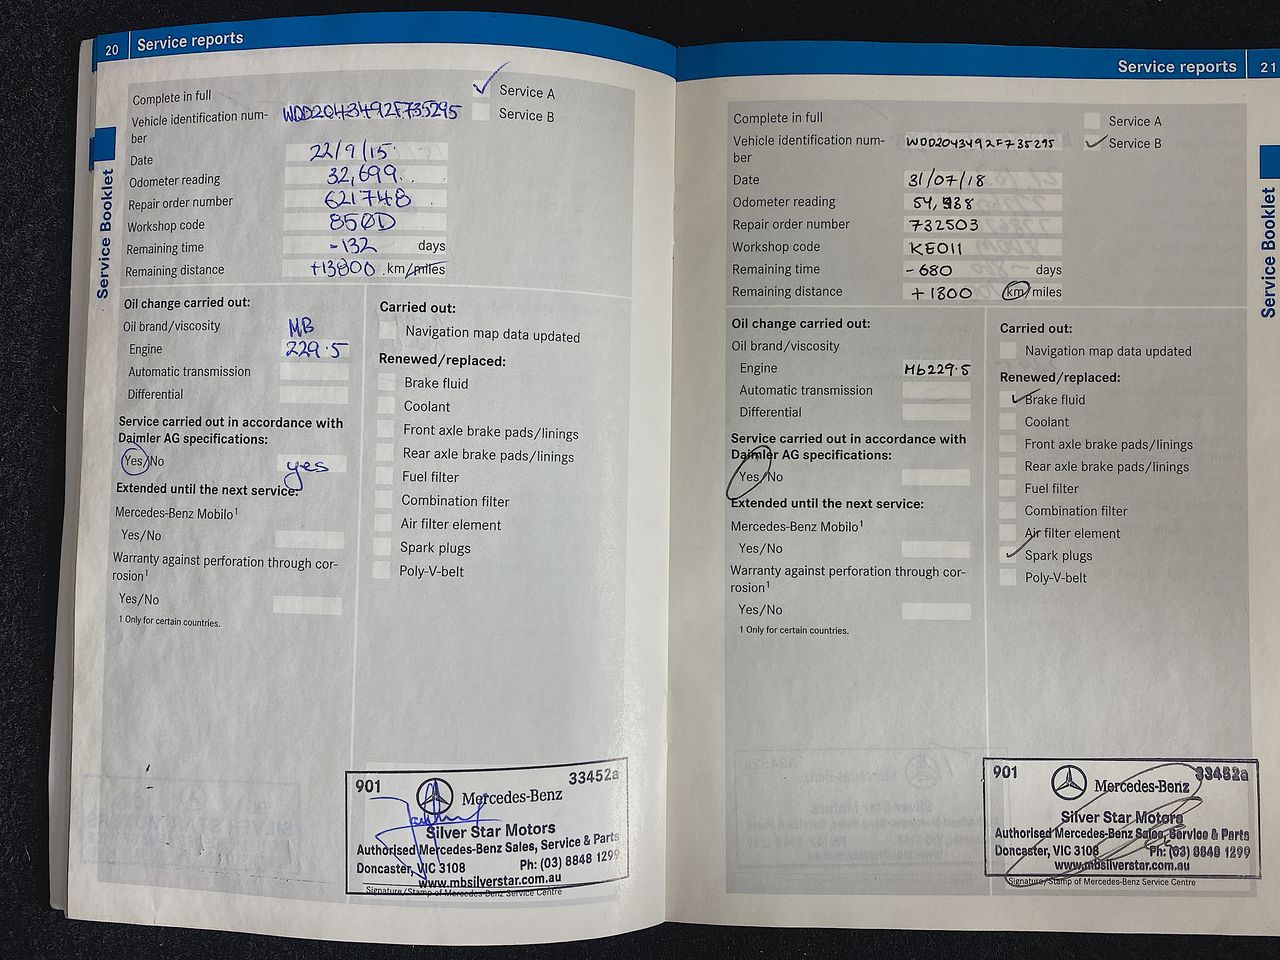 20 Service reports
Complete in full
Service A
Vehicle identification num-
ber
WDD2043492F735295
Service B
Date 22/9/15
Odometer reading 32,699
Repair order number 621748
Workshop code 850D
Remaining time -132 days
Remaining distance +13800 km/miles
Oil change carried out:
Oil brand/viscosity MB
Engine 229.5
Automatic transmission
Differential
Service carried out in accordance with
Daimler AG specifications:
Yes/No yes
Extended until the next service:
Mercedes-Benz Mobilo¹
Yes/No
Warranty against perforation through cor-
rosion¹
Yes/No
1 Only for certain countries.
Carried out:
Navigation map data updated
Renewed/replaced:
Brake fluid
Coolant
Front axle brake pads/linings
Rear axle brake pads/linings
Fuel filter
Combination filter
Air filter element
Spark plugs
Poly-V-belt
901 33452a
Mercedes-Benz
Silver Star Motors
Authorised Mercedes-Benz Sales, Service & Parts
Doncaster, VIC 3108 Ph: (03) 8848 1299
www.mbsilverstar.com.au
Signature/Stamp of Mercedes-Benz Service Centre
Service Booklet
Service reports 21
Complete in full
Service A
Vehicle identification num-
ber
WDD2043492F735295
Service B
Date 31/07/18
Odometer reading 54,938
Repair order number 732503
Workshop code KE011
Remaining time -680 days
Remaining distance +1300 km/miles
Oil change carried out:
Oil brand/viscosity
Engine Mb229.5
Automatic transmission
Differential
Service carried out in accordance with
Daimler AG specifications:
Yes/No
Extended until the next service:
Mercedes-Benz Mobilo¹
Yes/No
Warranty against perforation through cor-
rosion¹
Yes/No
1 Only for certain countries.
Carried out:
Navigation map data updated
Renewed/replaced:
Brake fluid
Coolant
Front axle brake pads/linings
Rear axle brake pads/linings
Fuel filter
Combination filter
Air filter element
Spark plugs
Poly-V-belt
901 33452a
Mercedes-Benz
Silver Star Motors
Authorised Mercedes-Benz Sales, Service & Parts
Doncaster, VIC 3108 Ph: (03) 8848 1299
www.mbsilverstar.com.au
Signature/Stamp of Mercedes-Benz Service Centre
Service Booklet